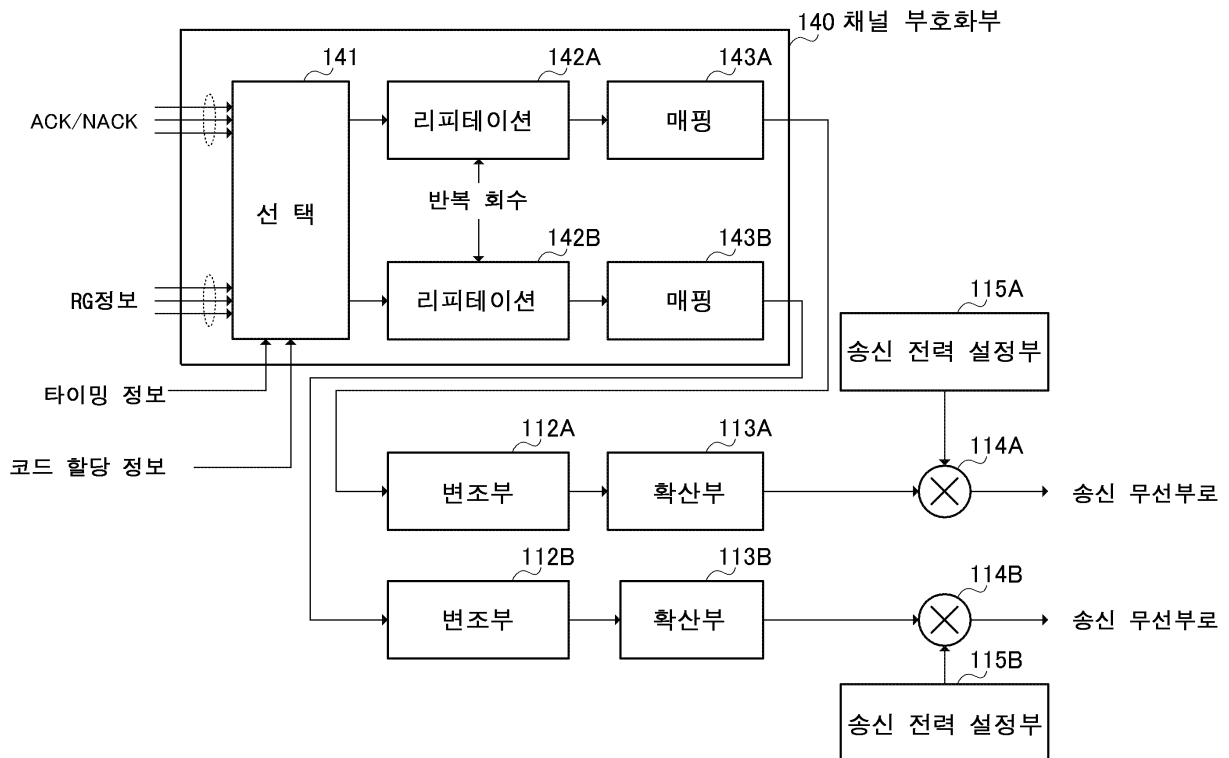 140 채널 부호화부
141
142A
143A
ACK/NACK
리피테이션
매핑
선 택
반복 회수
142B
143B
RG정보
리피테이션
매핑
115A
송신 전력 설정부
타이밍 정보
코드 할당 정보
112A
113A
114A
변조부
확산부
송신 무선부로
112B
113B
114B
변조부
확산부
송신 무선부로
115B
송신 전력 설정부